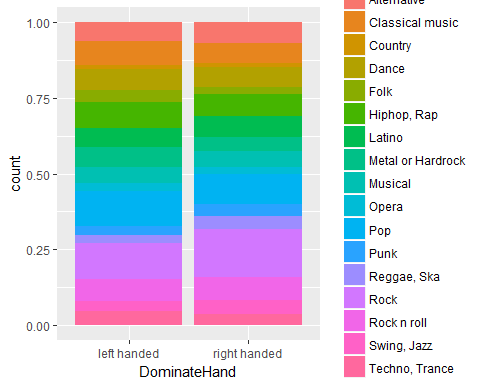 Alternative
1.00
Classical music
Country
Dance
0.75
Folk
Hiphop, Rap
Latino
count
0.50
Metal or Hardrock
Musical
Opera
Pop
0.25
Punk
Reggae, Ska
Rock
0.00
Rock n roll
left handed
right handed
Swing, Jazz
DominateHand
Techno, Trance